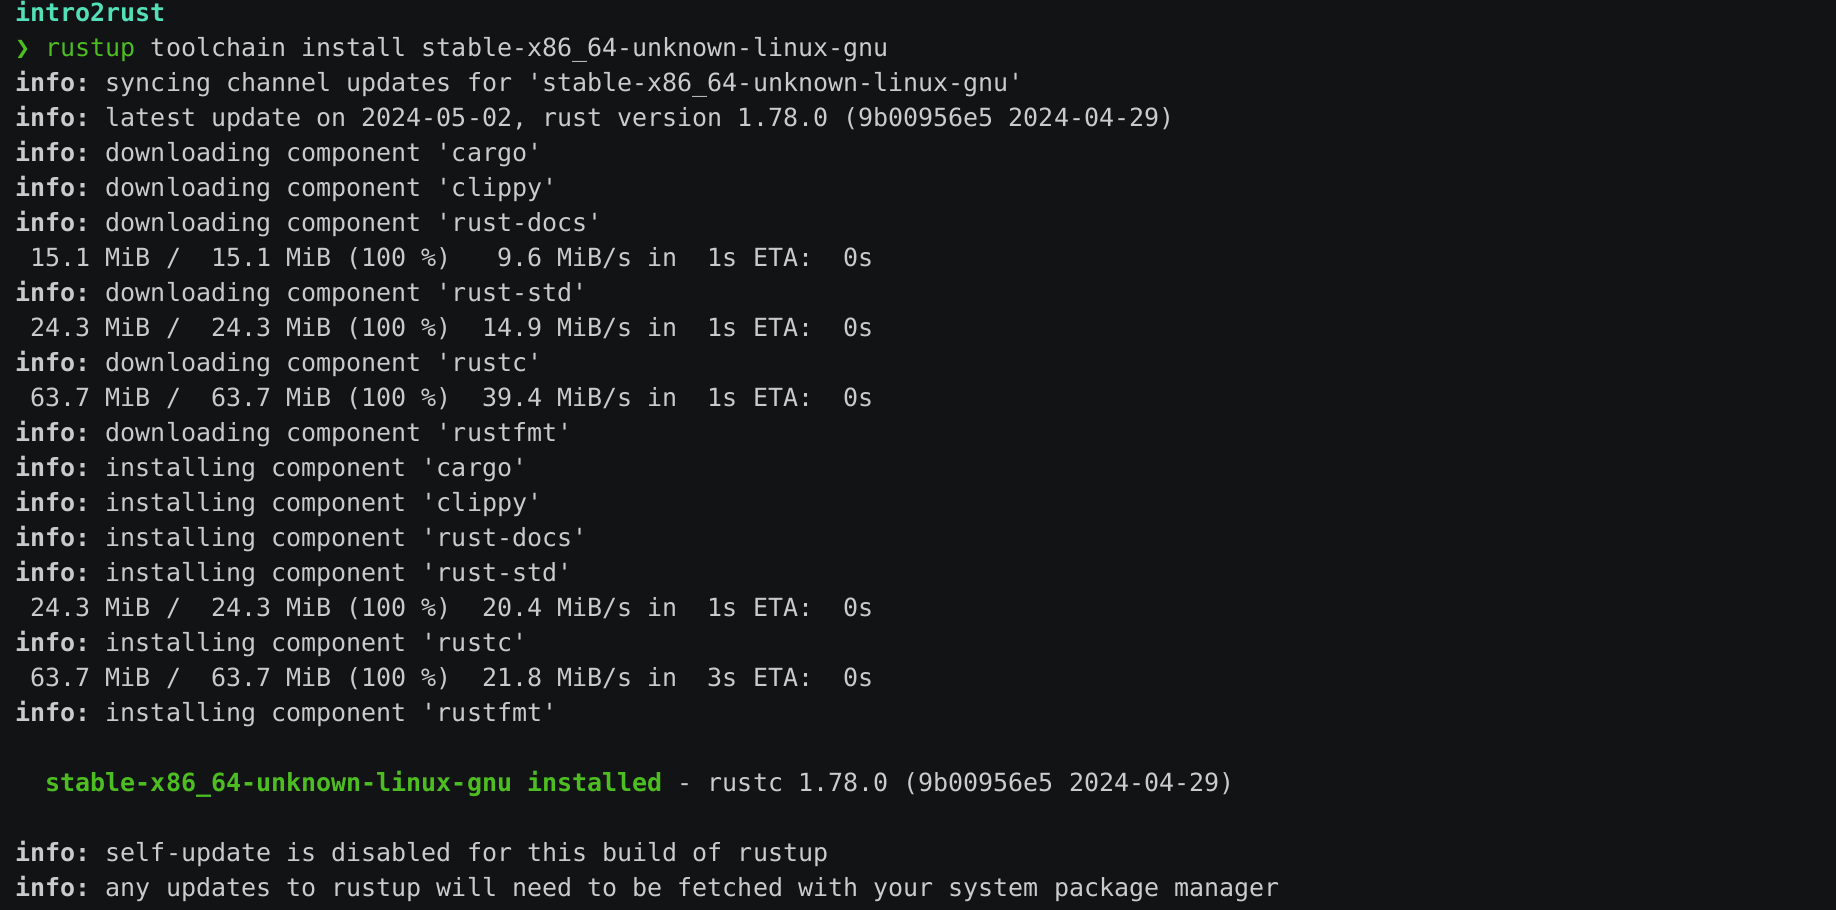 intro2rust
❯ rustup toolchain install stable-x86_64-unknown-linux-gnu
info: syncing channel updates for 'stable-x86_64-unknown-linux-gnu'
info: latest update on 2024-05-02, rust version 1.78.0 (9b00956e5 2024-04-29)
info: downloading component 'cargo'
info: downloading component 'clippy'
info: downloading component 'rust-docs'
 15.1 MiB /  15.1 MiB (100 %)   9.6 MiB/s in  1s ETA:  0s
info: downloading component 'rust-std'
 24.3 MiB /  24.3 MiB (100 %)  14.9 MiB/s in  1s ETA:  0s
info: downloading component 'rustc'
 63.7 MiB /  63.7 MiB (100 %)  39.4 MiB/s in  1s ETA:  0s
info: downloading component 'rustfmt'
info: installing component 'cargo'
info: installing component 'clippy'
info: installing component 'rust-docs'
info: installing component 'rust-std'
 24.3 MiB /  24.3 MiB (100 %)  20.4 MiB/s in  1s ETA:  0s
info: installing component 'rustc'
 63.7 MiB /  63.7 MiB (100 %)  21.8 MiB/s in  3s ETA:  0s
info: installing component 'rustfmt'

  stable-x86_64-unknown-linux-gnu installed - rustc 1.78.0 (9b00956e5 2024-04-29)

info: self-update is disabled for this build of rustup
info: any updates to rustup will need to be fetched with your system package manager